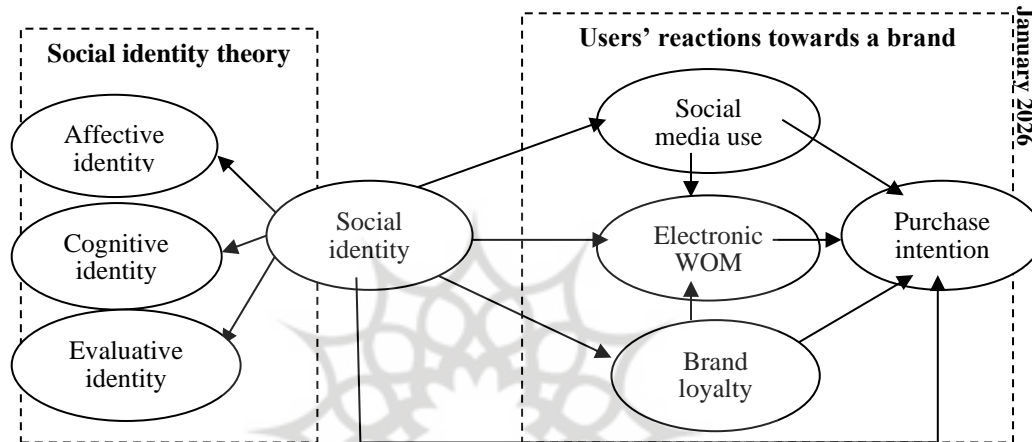 Social identity theory
Users' reactions towards a brand
January 2026
Affective
identity
Cognitive
identity
Evaluative
identity
Social
identity
Social
media use
Electronic
WOM
Brand
loyalty
Purchase
intention